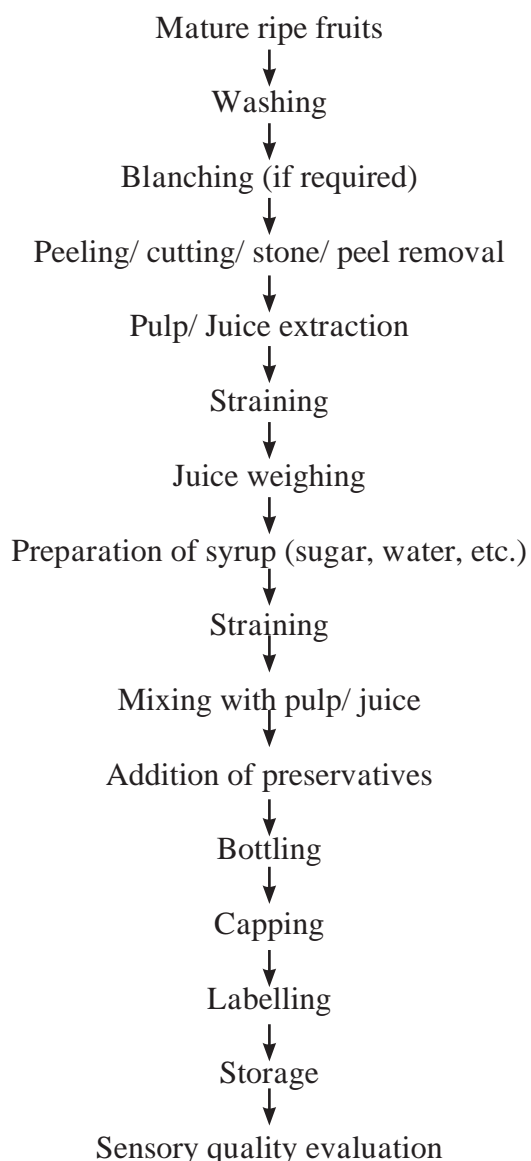 Mature ripe fruits
Washing
Blanching (if required)
Peeling/ cutting/ stone/ peel removal
Pulp/ Juice extraction
Straining
Juice weighing
Preparation of syrup (sugar, water, etc.)
Straining
Mixing with pulp/ juice
Addition of preservatives
Bottling
Capping
Labelling
Storage
Sensory quality evaluation